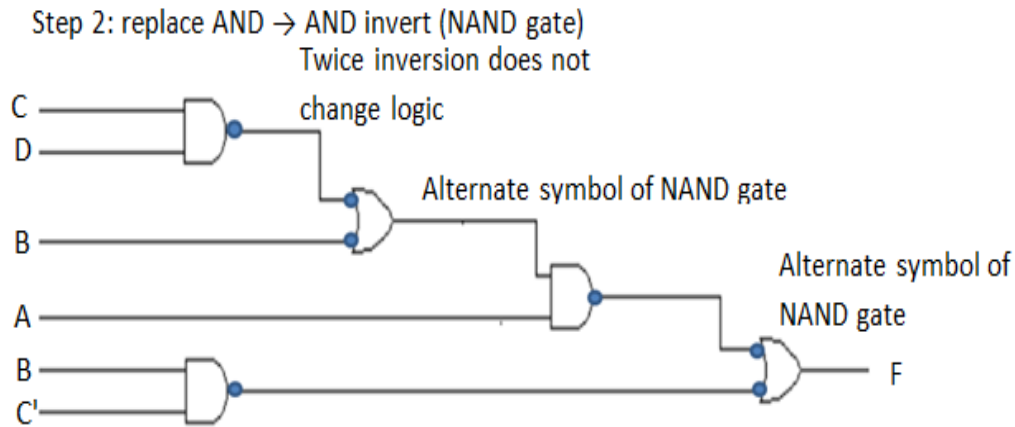 Step 2: replace AND → AND invert (NAND gate)
Twice inversion does not
change logic
C
D
Alternate symbol of NAND gate
B
Alternate symbol of
NAND gate
A
B
F
C'